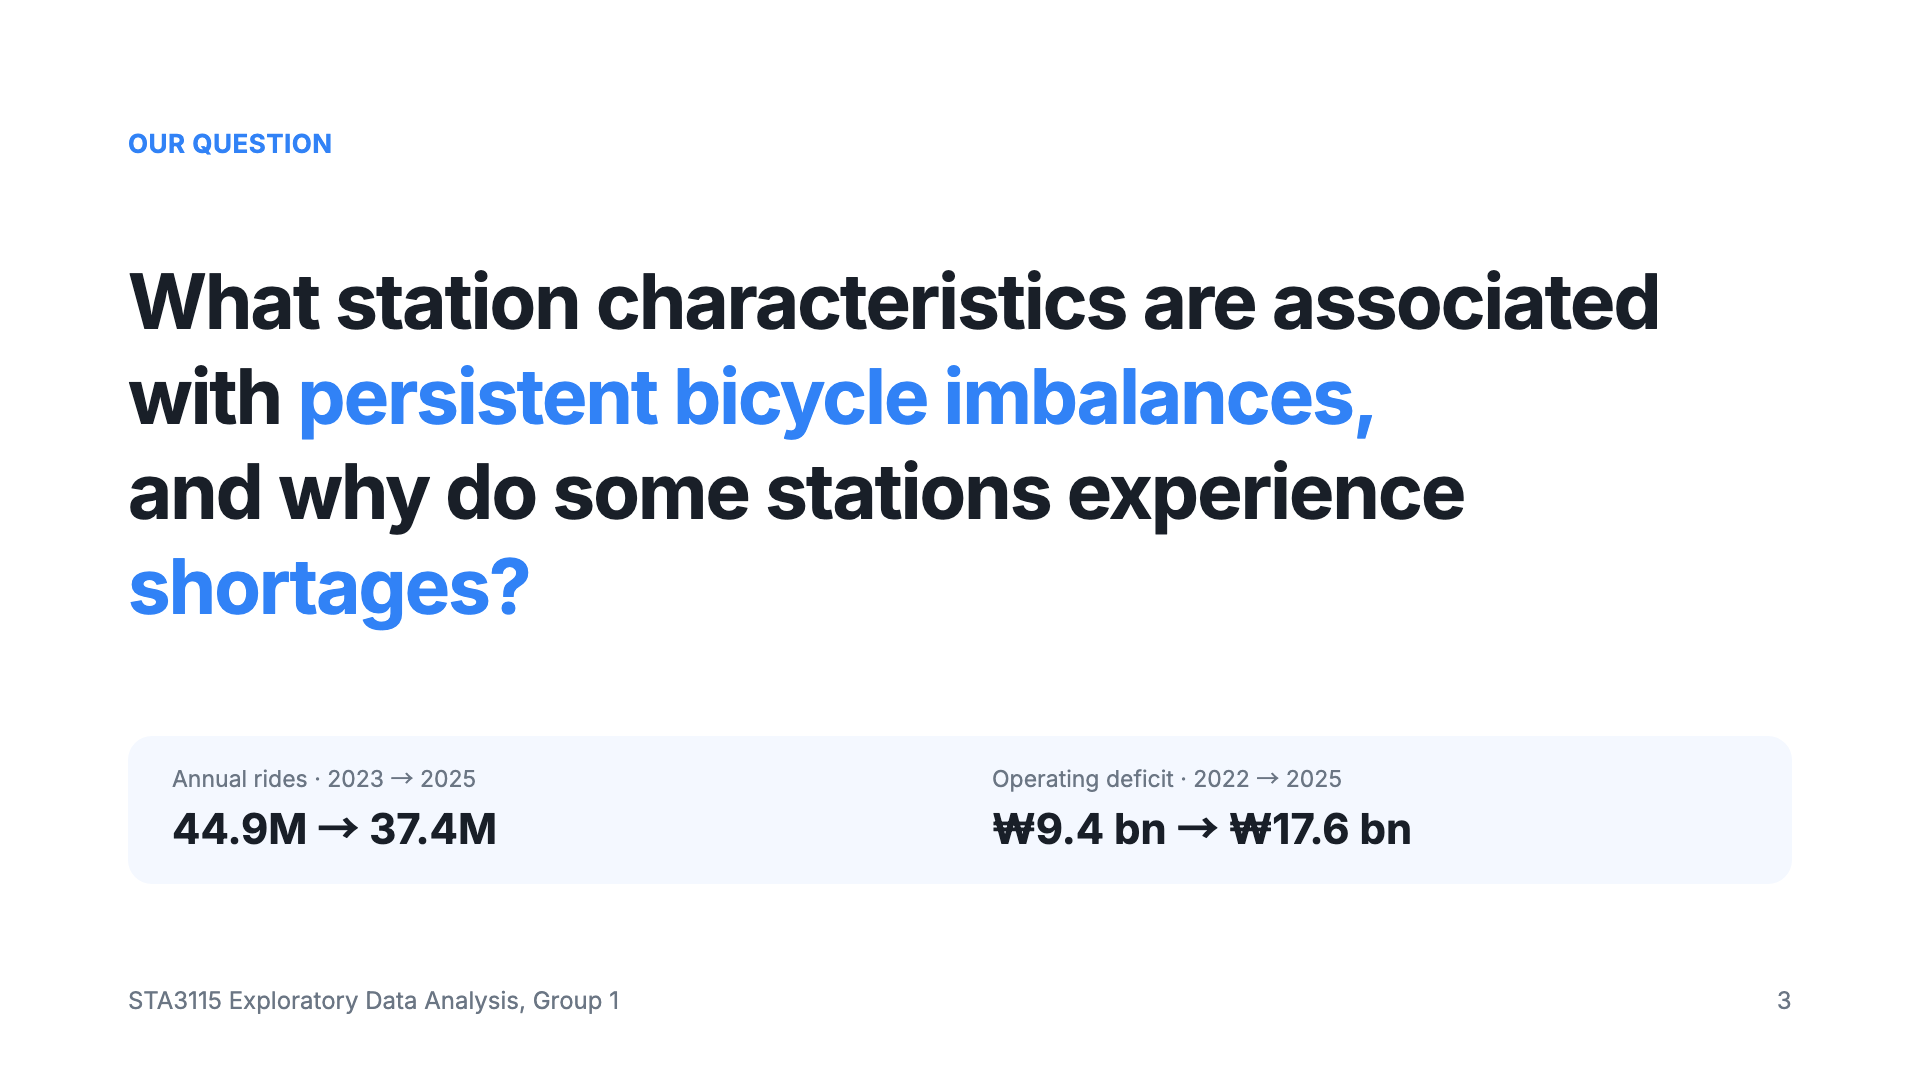 OUR QUESTION
What station characteristics are associated
with persistent bicycle imbalances,
and why do some stations experience
shortages?
Annual rides · 2023 → 2025
44.9M → 37.4M
Operating deficit · 2022 → 2025
₩9.4 bn → ₩17.6 bn
STA3115 Exploratory Data Analysis, Group 1
3